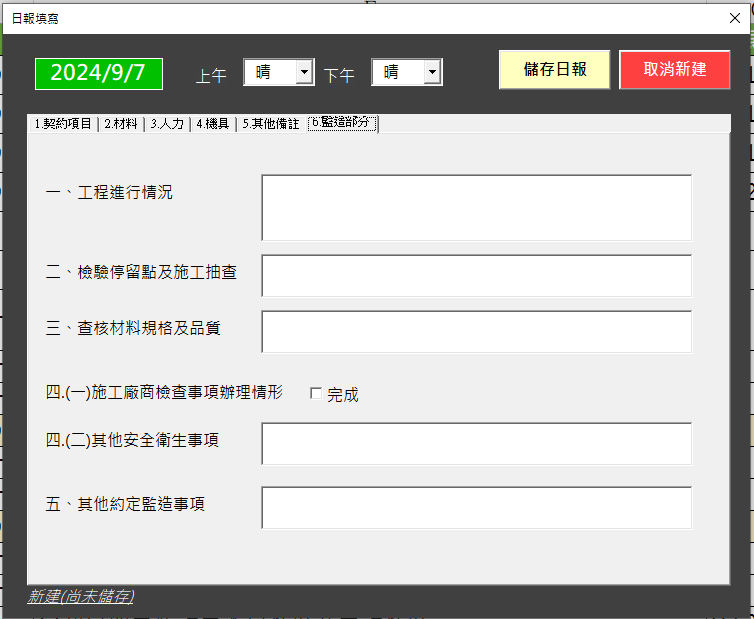 日報填寫
2024/9/7 上午 晴 下午 晴 儲存日報 取消新建
1.契約項目 2.材料 3.人力 4.機具 5.其他備註 6.監造部分
一、工程進行情況
二、檢驗停留點及施工抽查
三、查核材料規格及品質
四.(一)施工廠商檢查事項辦理情形 完成
四.(二)其他安全衛生事項
五、其他約定監造事項
新建(尚未儲存)